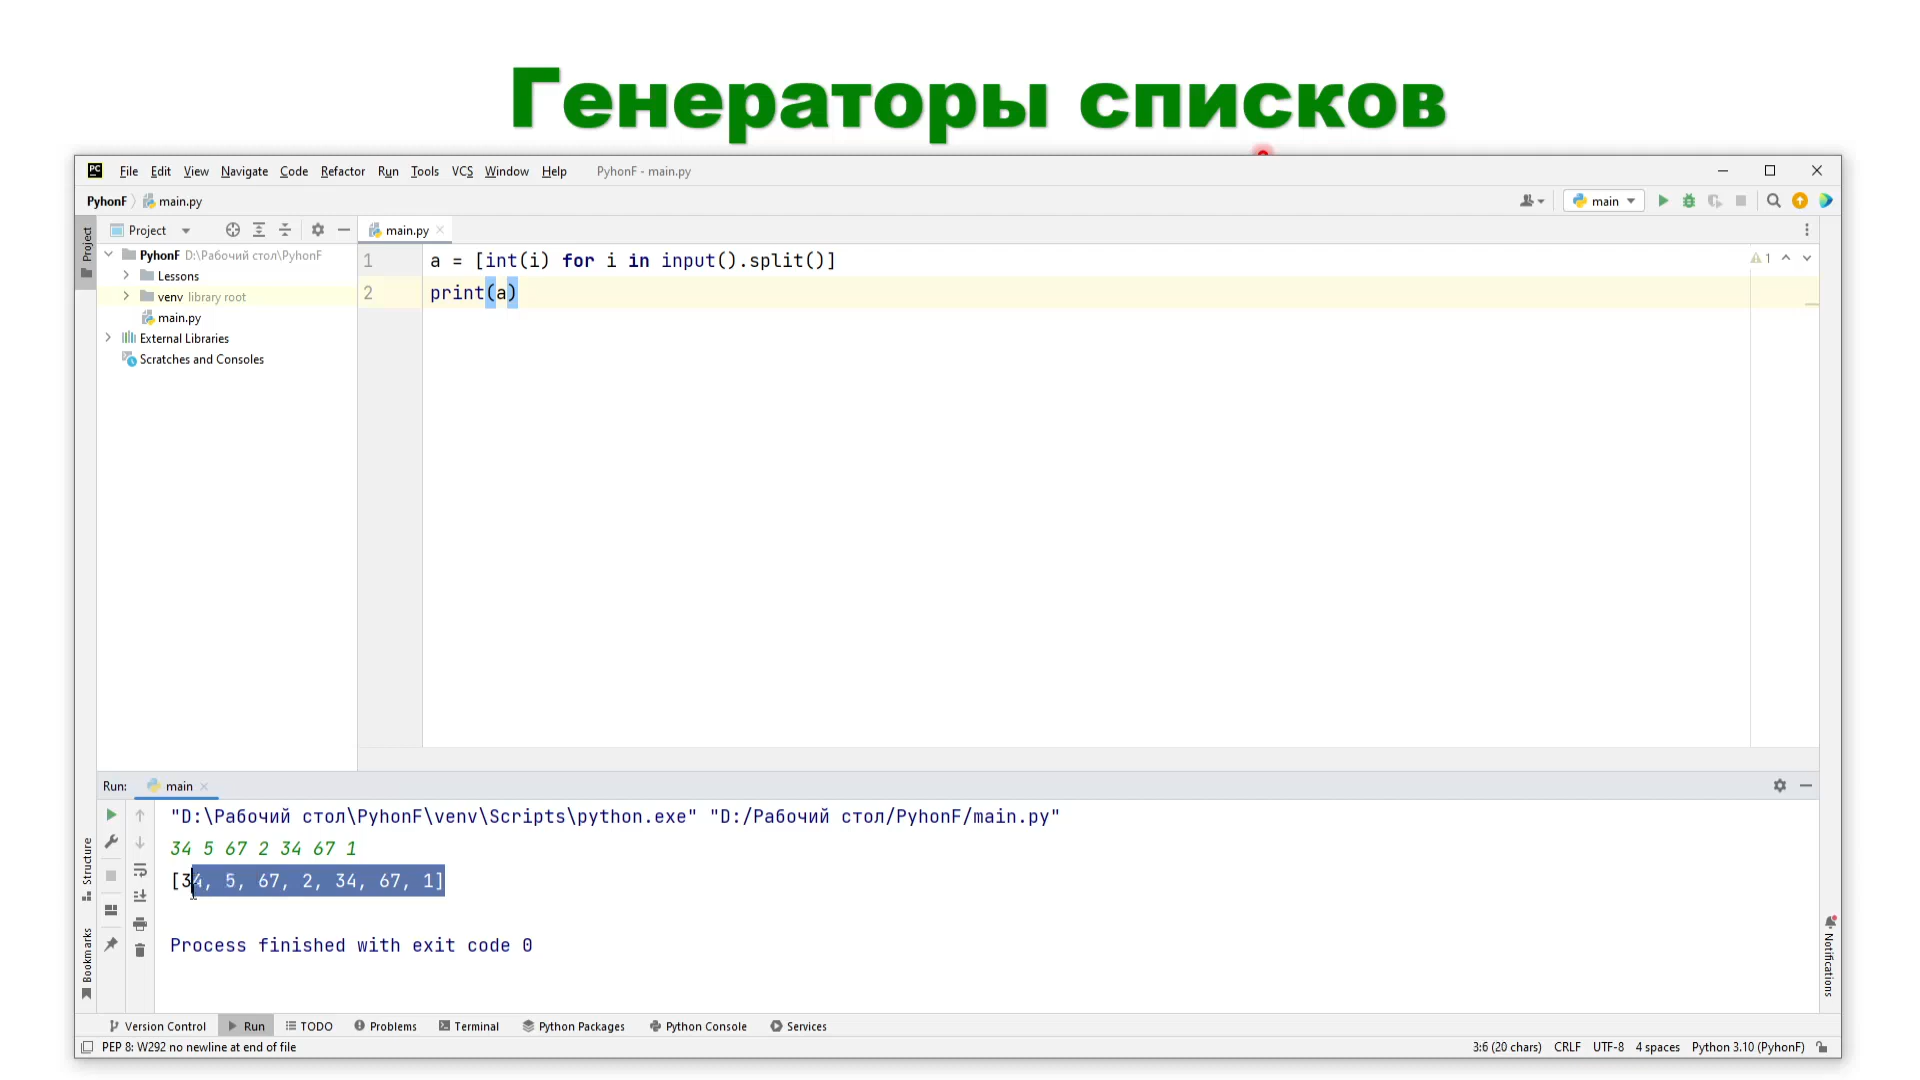 Генераторы списков
File Edit View Navigate Code Refactor Run Tools VCS Window Help PyhonF - main.py
PyhonF main.py main
Project main.py
Project
PyhonF D:\Рабочий стол\PyhonF
Lessons
venv library root
main.py
External Libraries
Scratches and Consoles
1 a = [int(i) for i in input().split()] 1
2 print(a)
Run: main
"D:\Рабочий стол\PyhonF\venv\Scripts\python.exe" "D:/Рабочий стол/PyhonF/main.py"
34 5 67 2 34 67 1
[34, 5, 67, 2, 34, 67, 1]
Process finished with exit code 0
Structure
Bookmarks
Notifications
Version Control Run TODO Problems Terminal Python Packages Python Console Services
PEP 8: W292 no newline at end of file 3:6 (20 chars) CRLF UTF-8 4 spaces Python 3.10 (PyhonF)